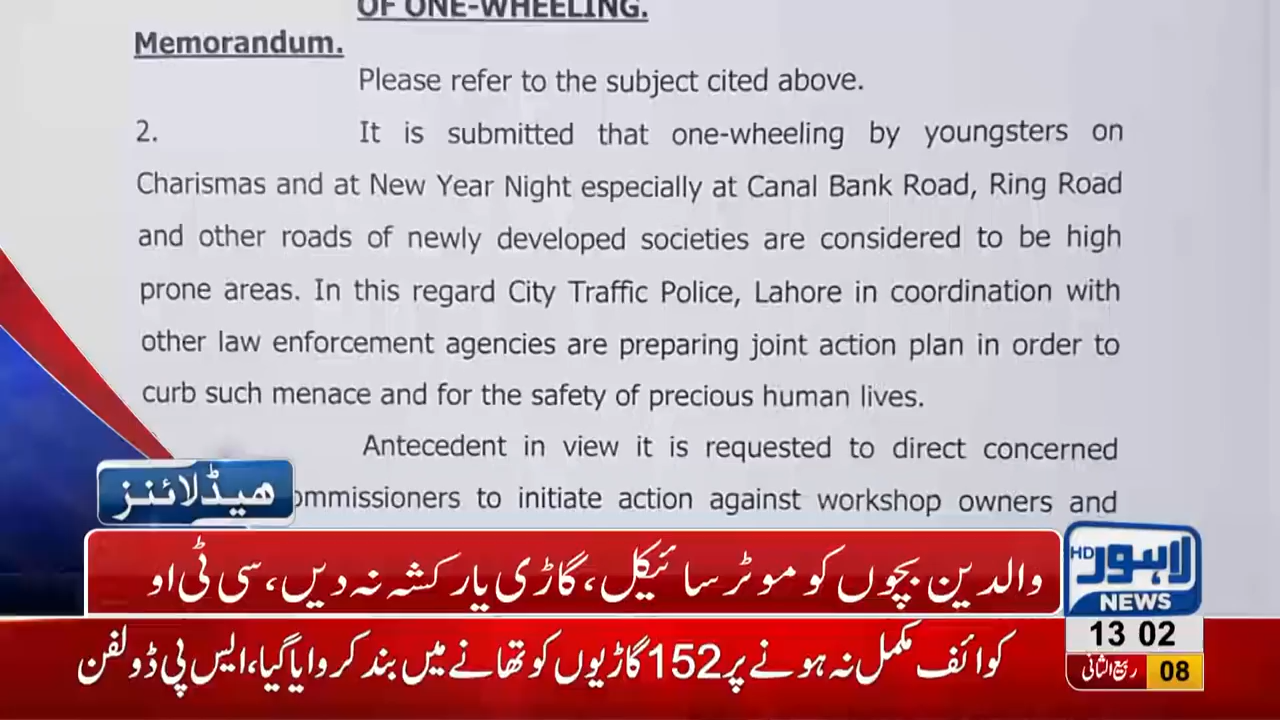 OF ONE-WHEELING.
Memorandum.
Please refer to the subject cited above.
2. It is submitted that one-wheeling by youngsters on
Charismas and at New Year Night especially at Canal Bank Road, Ring Road
and other roads of newly developed societies are considered to be high
prone areas. In this regard City Traffic Police, Lahore in coordination with
other law enforcement agencies are preparing joint action plan in order to
curb such menace and for the safety of precious human lives.
Antecedent in view it is requested to direct concerned
ommissioners to initiate action against workshop owners and
ھیڈلائنز
والدین بچوں کو موٹر سائیکل، گاڑی یا رکشہ نہ دیں، سی ٹی او
HD لاہور
NEWS
13 02
کوائف مکمل نہ ہونے پر 152 گاڑیوں کو تھانے میں بند کروایا گیا، ایس پی ڈولفن
ربیع الثانی 08